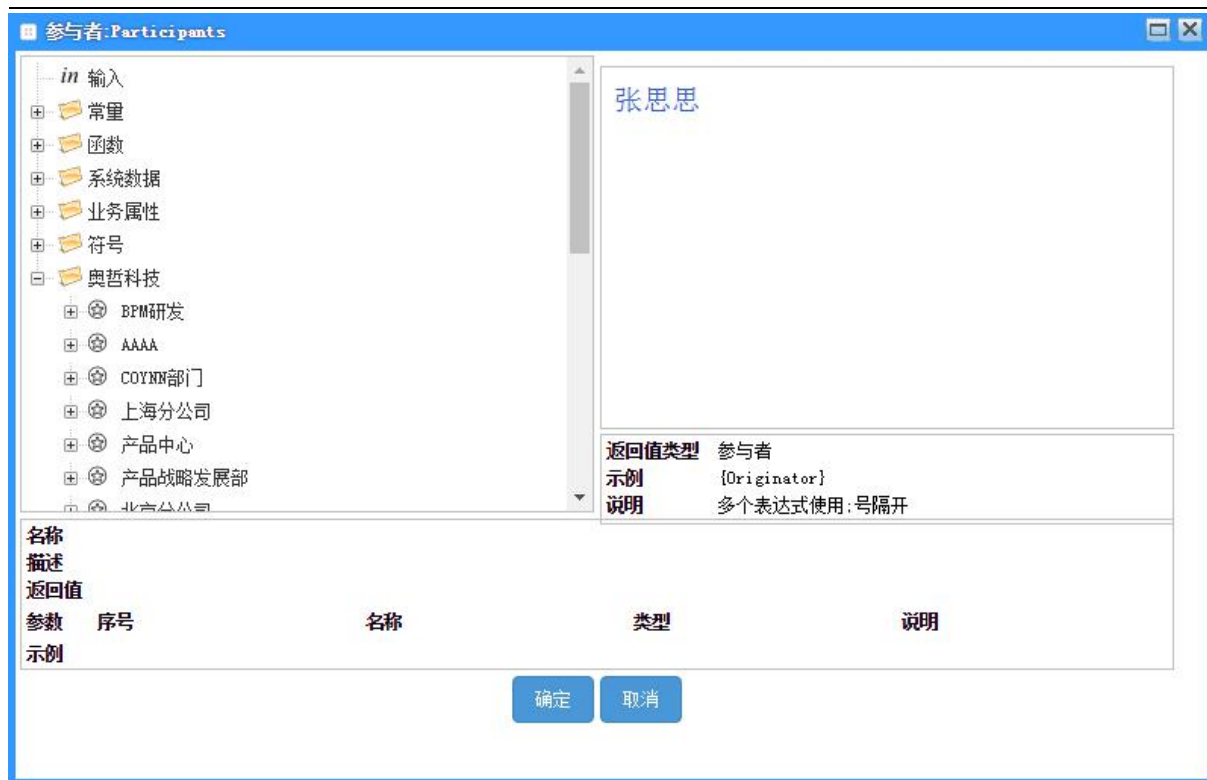 参与者:Participants
in 输入
常量
函数
系统数据
业务属性
符号
奥哲科技
BPM研发
AAAA
COYNN部门
上海分公司
产品中心
产品战略发展部
北京分公司
张思思
返回值类型 参与者
示例 {Originator}
说明 多个表达式使用;号隔开
名称
描述
返回值
参数 序号 名称 类型 说明
示例
确定 取消